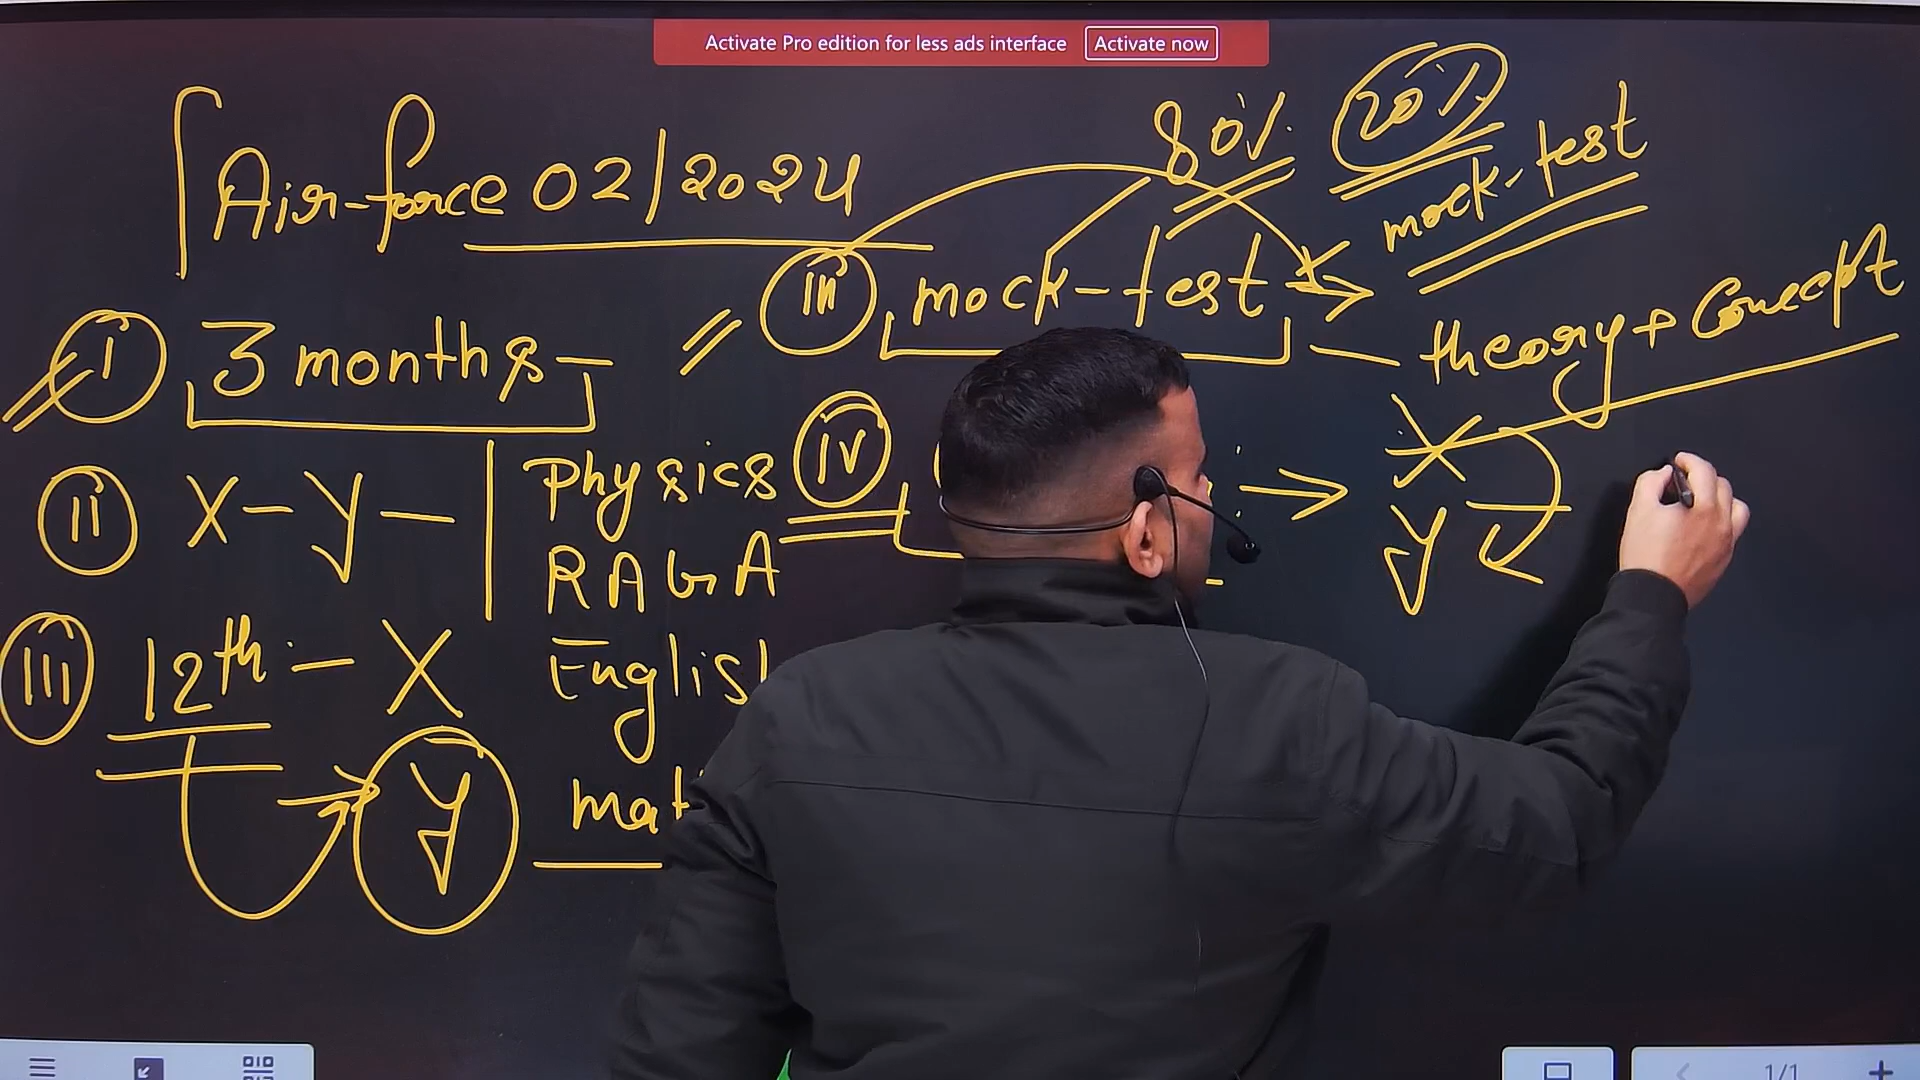 Activate Pro edition for less ads interface
Activate now
Air-force 02/2024
80%
20%
mock-test
(iii) mock-test
theory + Concept
(i) 3 months
X
Y
(iv)
(ii) X - Y -
Physics
RAGA
English
mat
(iii) 12th - X
Y
1/1